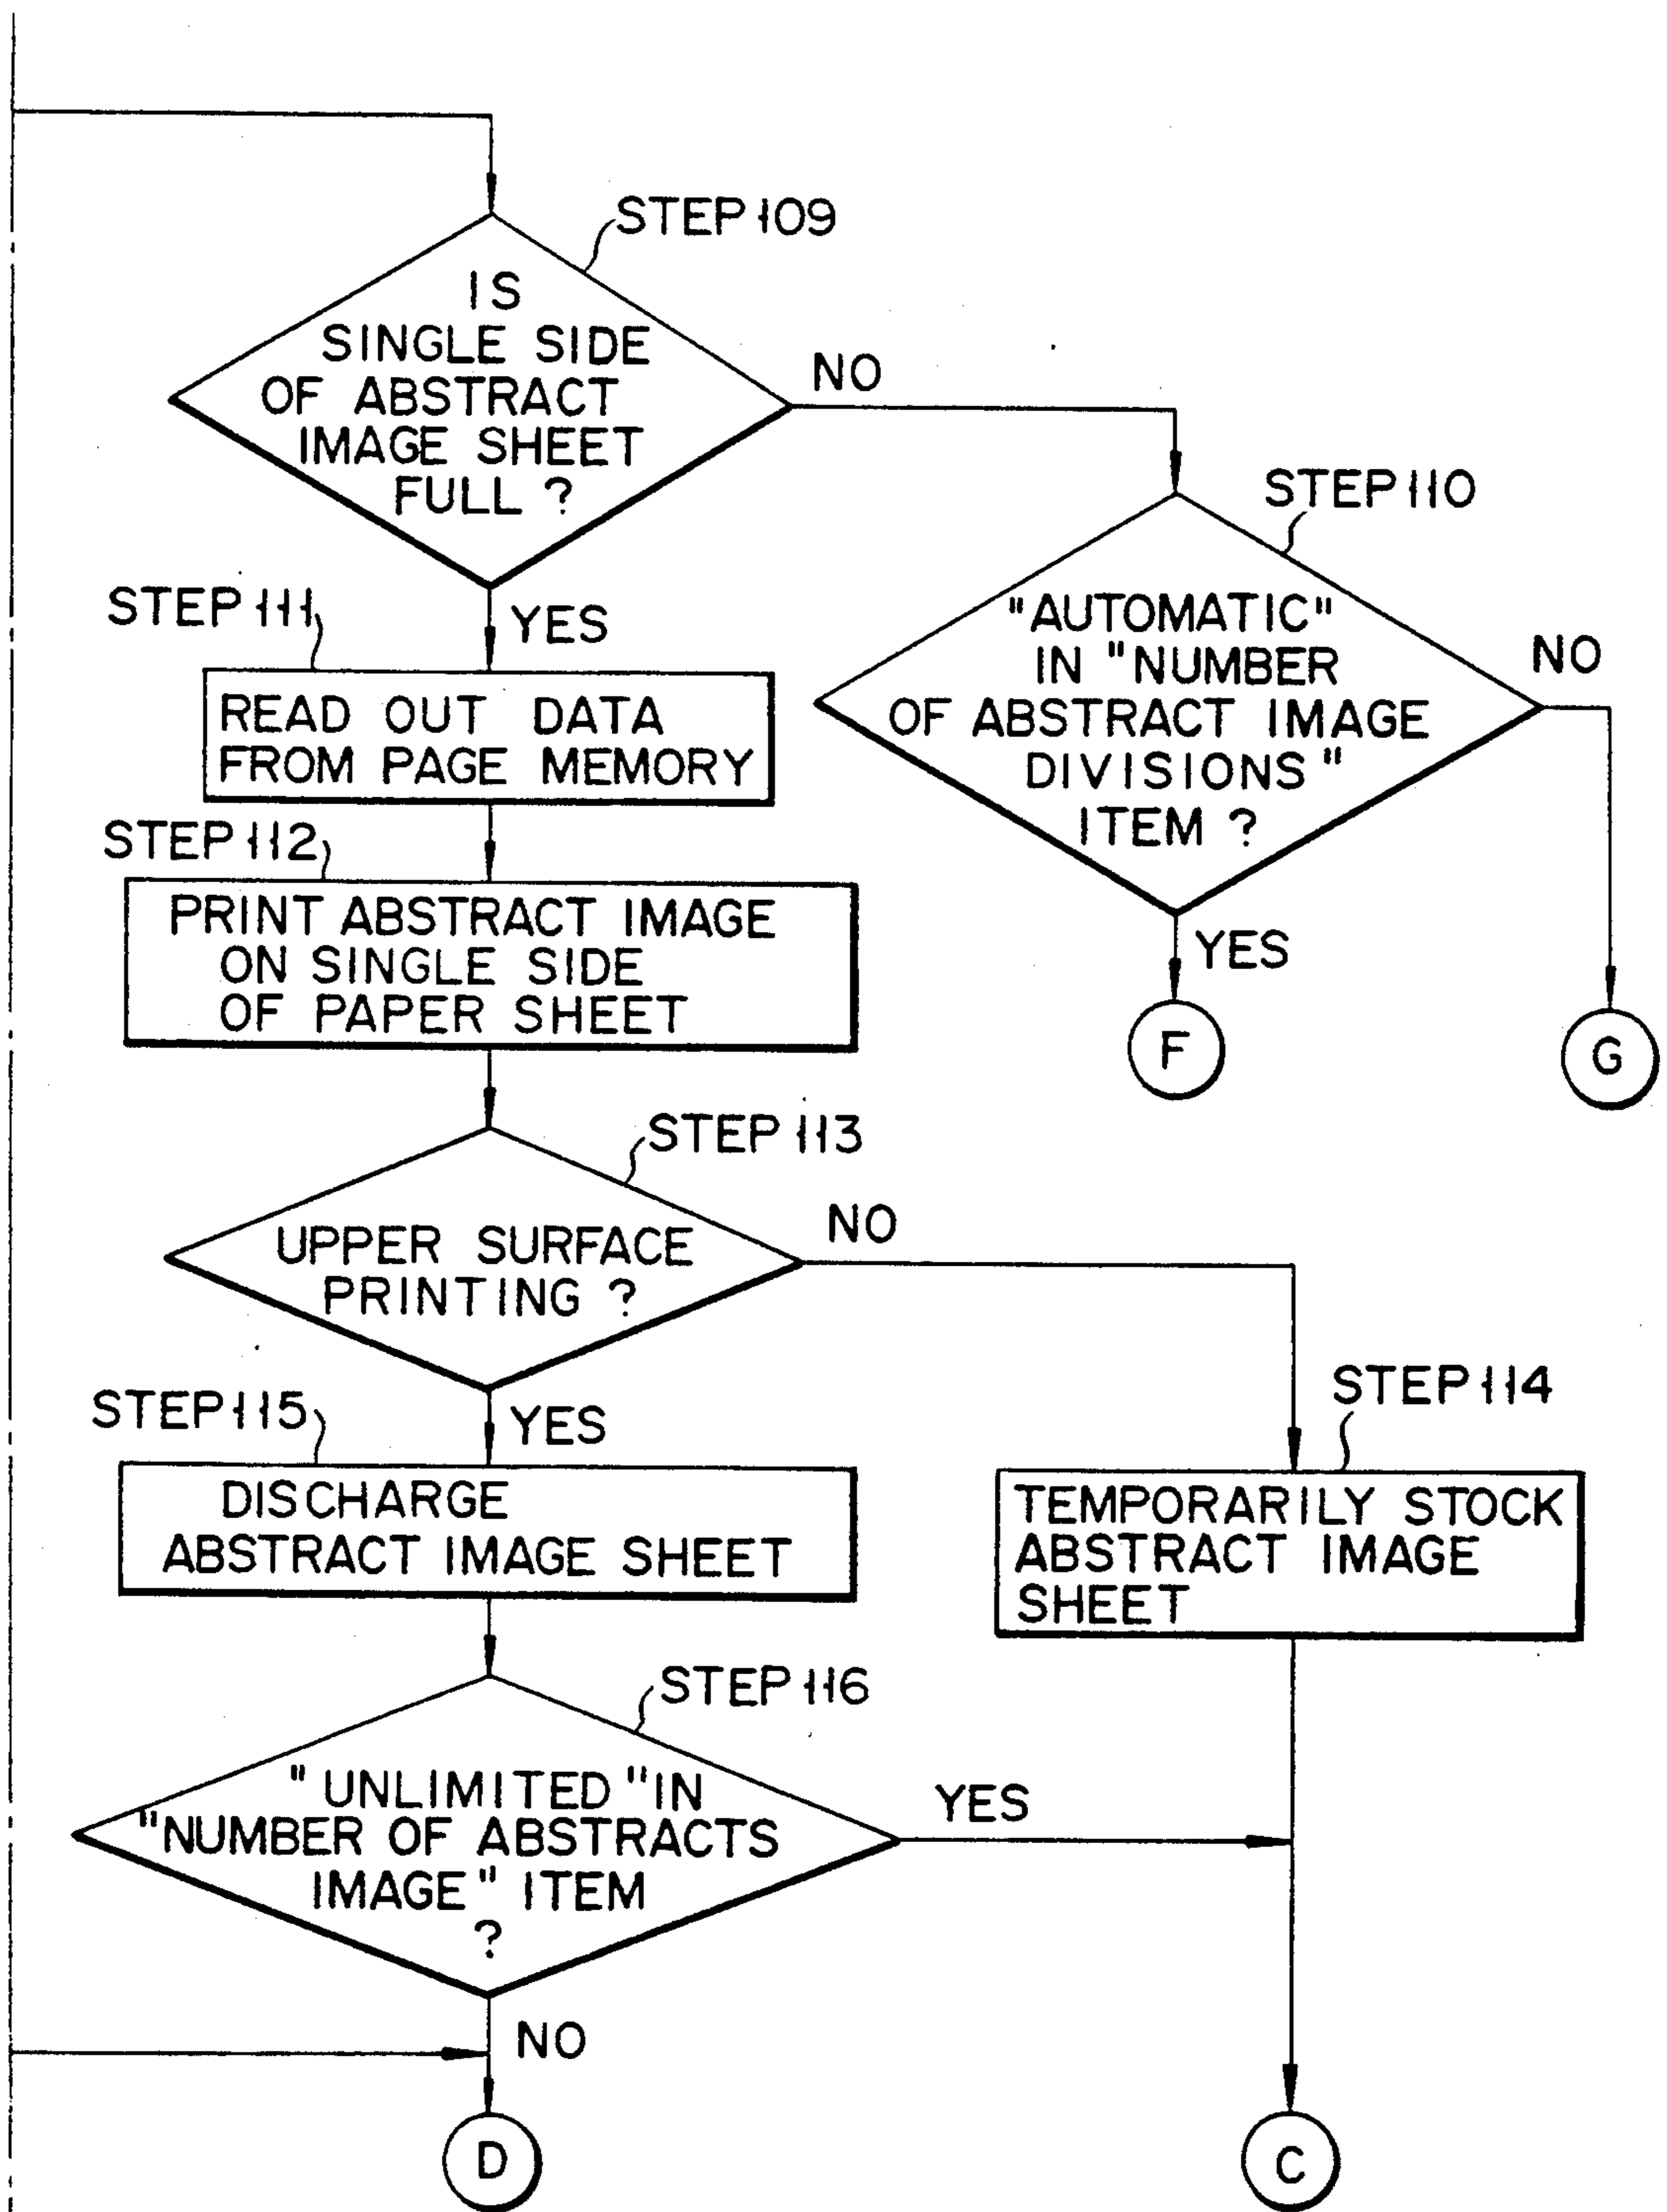 STEP 109
IS
SINGLE SIDE
OF ABSTRACT
IMAGE SHEET
FULL ?
NO
YES
STEP 110
"AUTOMATIC"
IN "NUMBER
OF ABSTRACT IMAGE
DIVISIONS"
ITEM ?
NO
YES
F
G
STEP 111
READ OUT DATA
FROM PAGE MEMORY
STEP 112
PRINT ABSTRACT IMAGE
ON SINGLE SIDE
OF PAPER SHEET
STEP 113
UPPER SURFACE
PRINTING ?
NO
YES
STEP 114
TEMPORARILY STOCK
ABSTRACT IMAGE
SHEET
STEP 115
DISCHARGE
ABSTRACT IMAGE SHEET
STEP 116
"UNLIMITED" IN
"NUMBER OF ABSTRACTS
IMAGE" ITEM
?
YES
NO
D
C